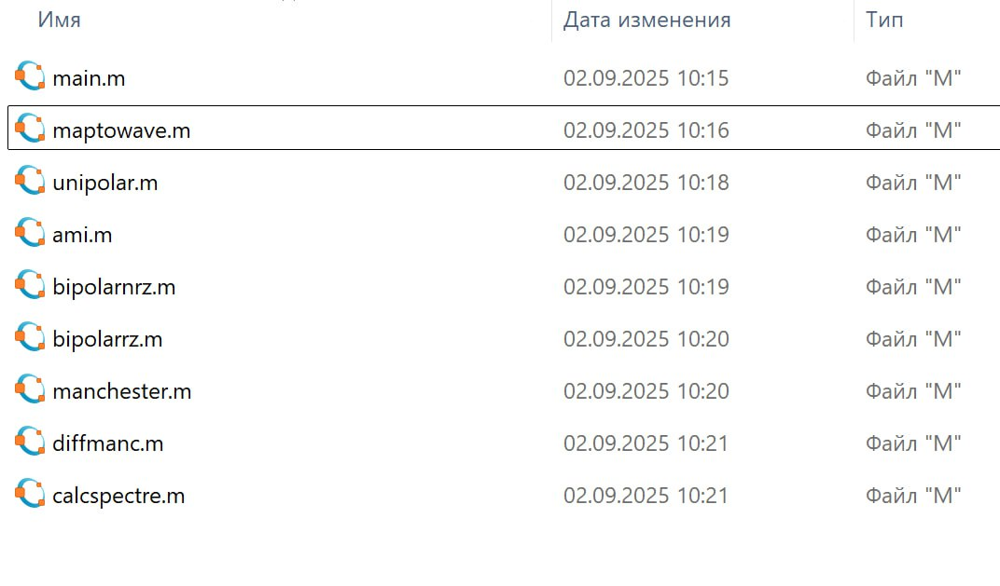 Имя Дата изменения Тип
main.m 02.09.2025 10:15 Файл "M"
maptowave.m 02.09.2025 10:16 Файл "M"
unipolar.m 02.09.2025 10:18 Файл "M"
ami.m 02.09.2025 10:19 Файл "M"
bipolarnrz.m 02.09.2025 10:19 Файл "M"
bipolarrz.m 02.09.2025 10:20 Файл "M"
manchester.m 02.09.2025 10:20 Файл "M"
diffmanc.m 02.09.2025 10:21 Файл "M"
calcspectre.m 02.09.2025 10:21 Файл "M"